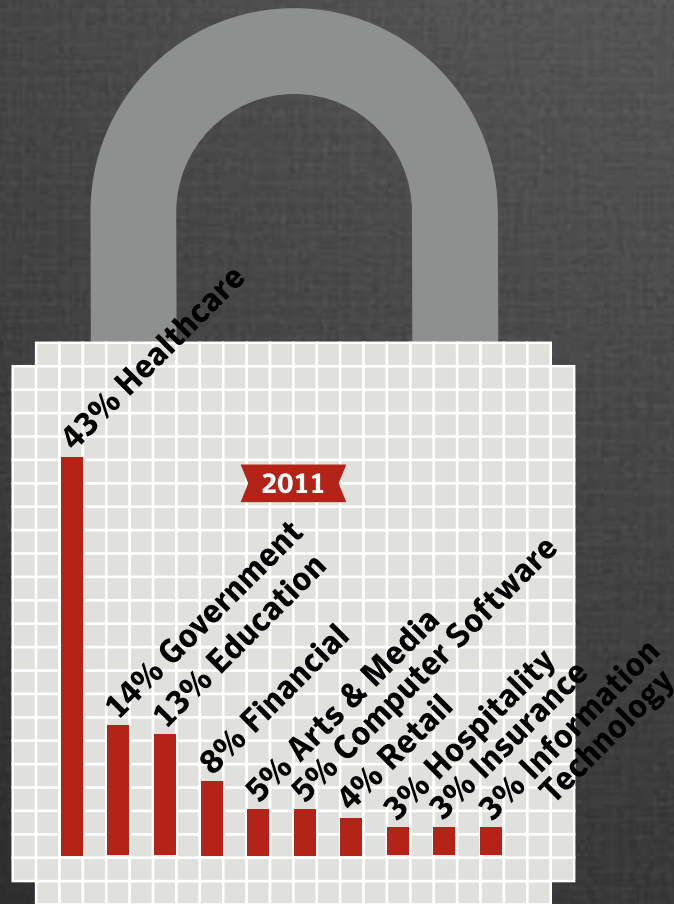 43% Healthcare
2011
14% Government
13% Education
8% Financial
5% Arts & Media
5% Computer Software
4% Retail
3% Hospitality
3% Insurance
3% Information
Technology